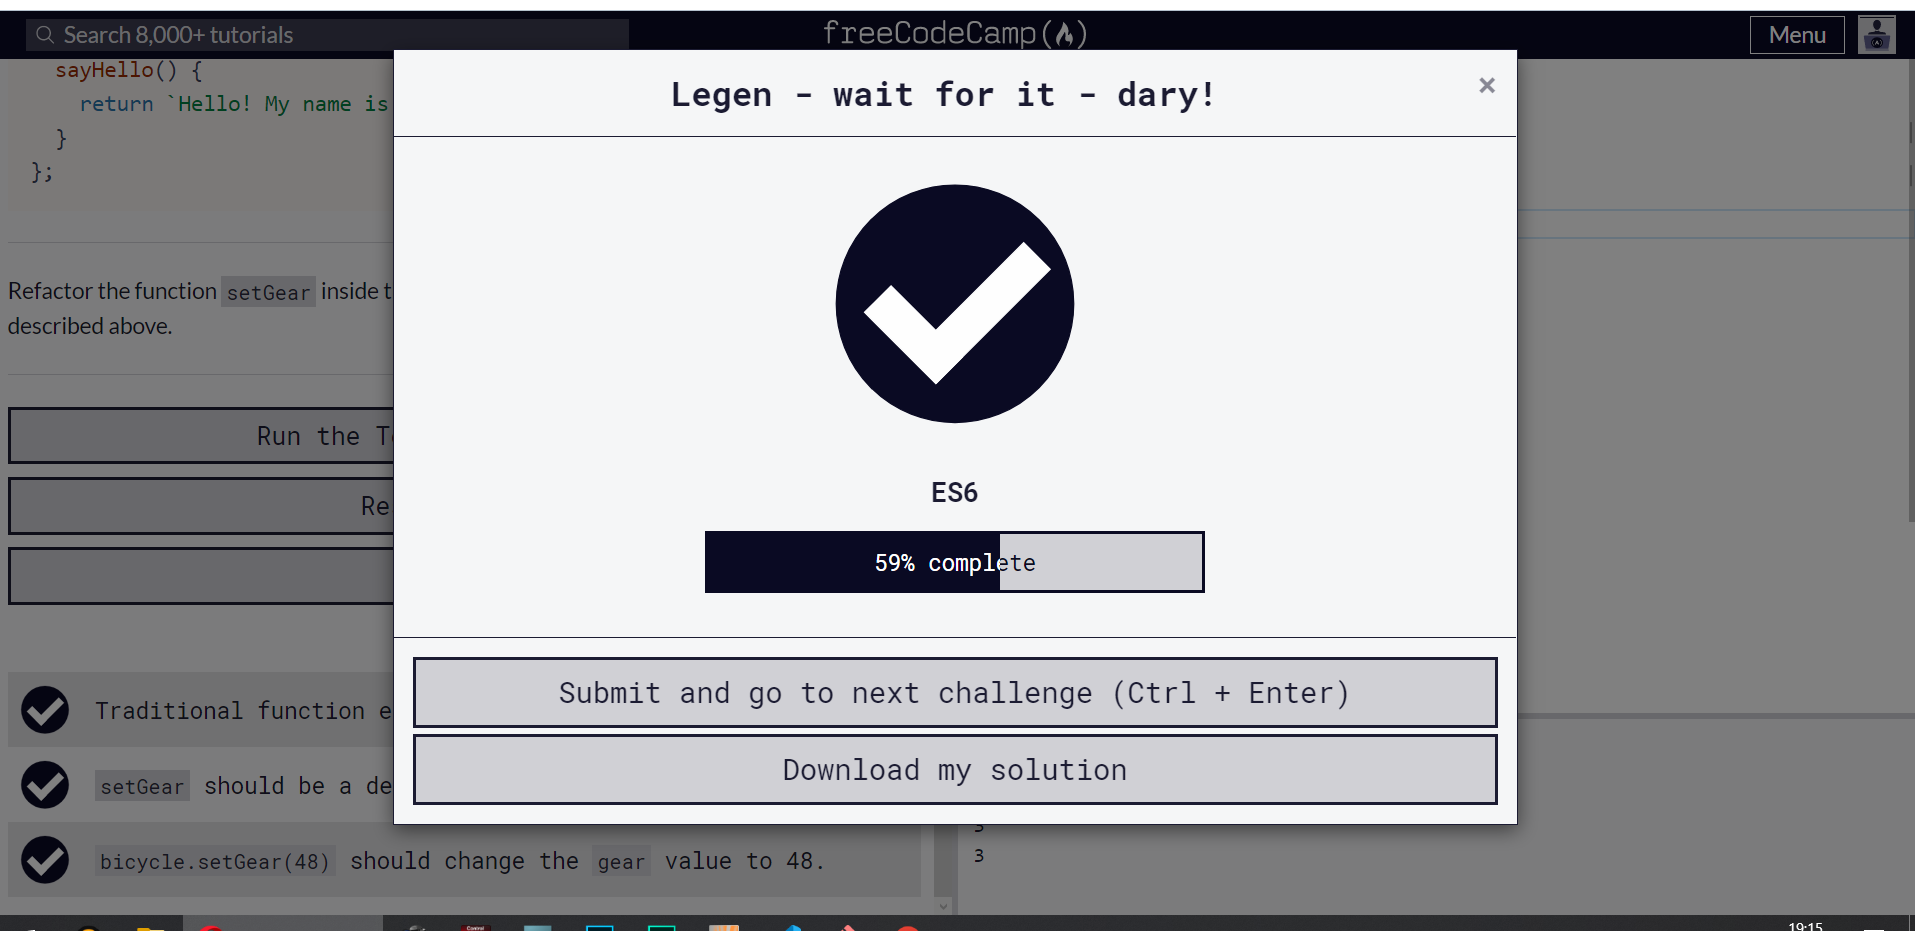 Search 8,000+ tutorials
freeCodeCamp
Menu
sayHello() {
return `Hello! My name is
}
};
Refactor the function setGear inside t
described above.
Run the T
Re
Traditional function e
setGear should be a de
bicycle.setGear(48) should change the gear value to 48.
Legen - wait for it - dary!
×
ES6
59% complete
Submit and go to next challenge (Ctrl + Enter)
Download my solution
3
3
19:15